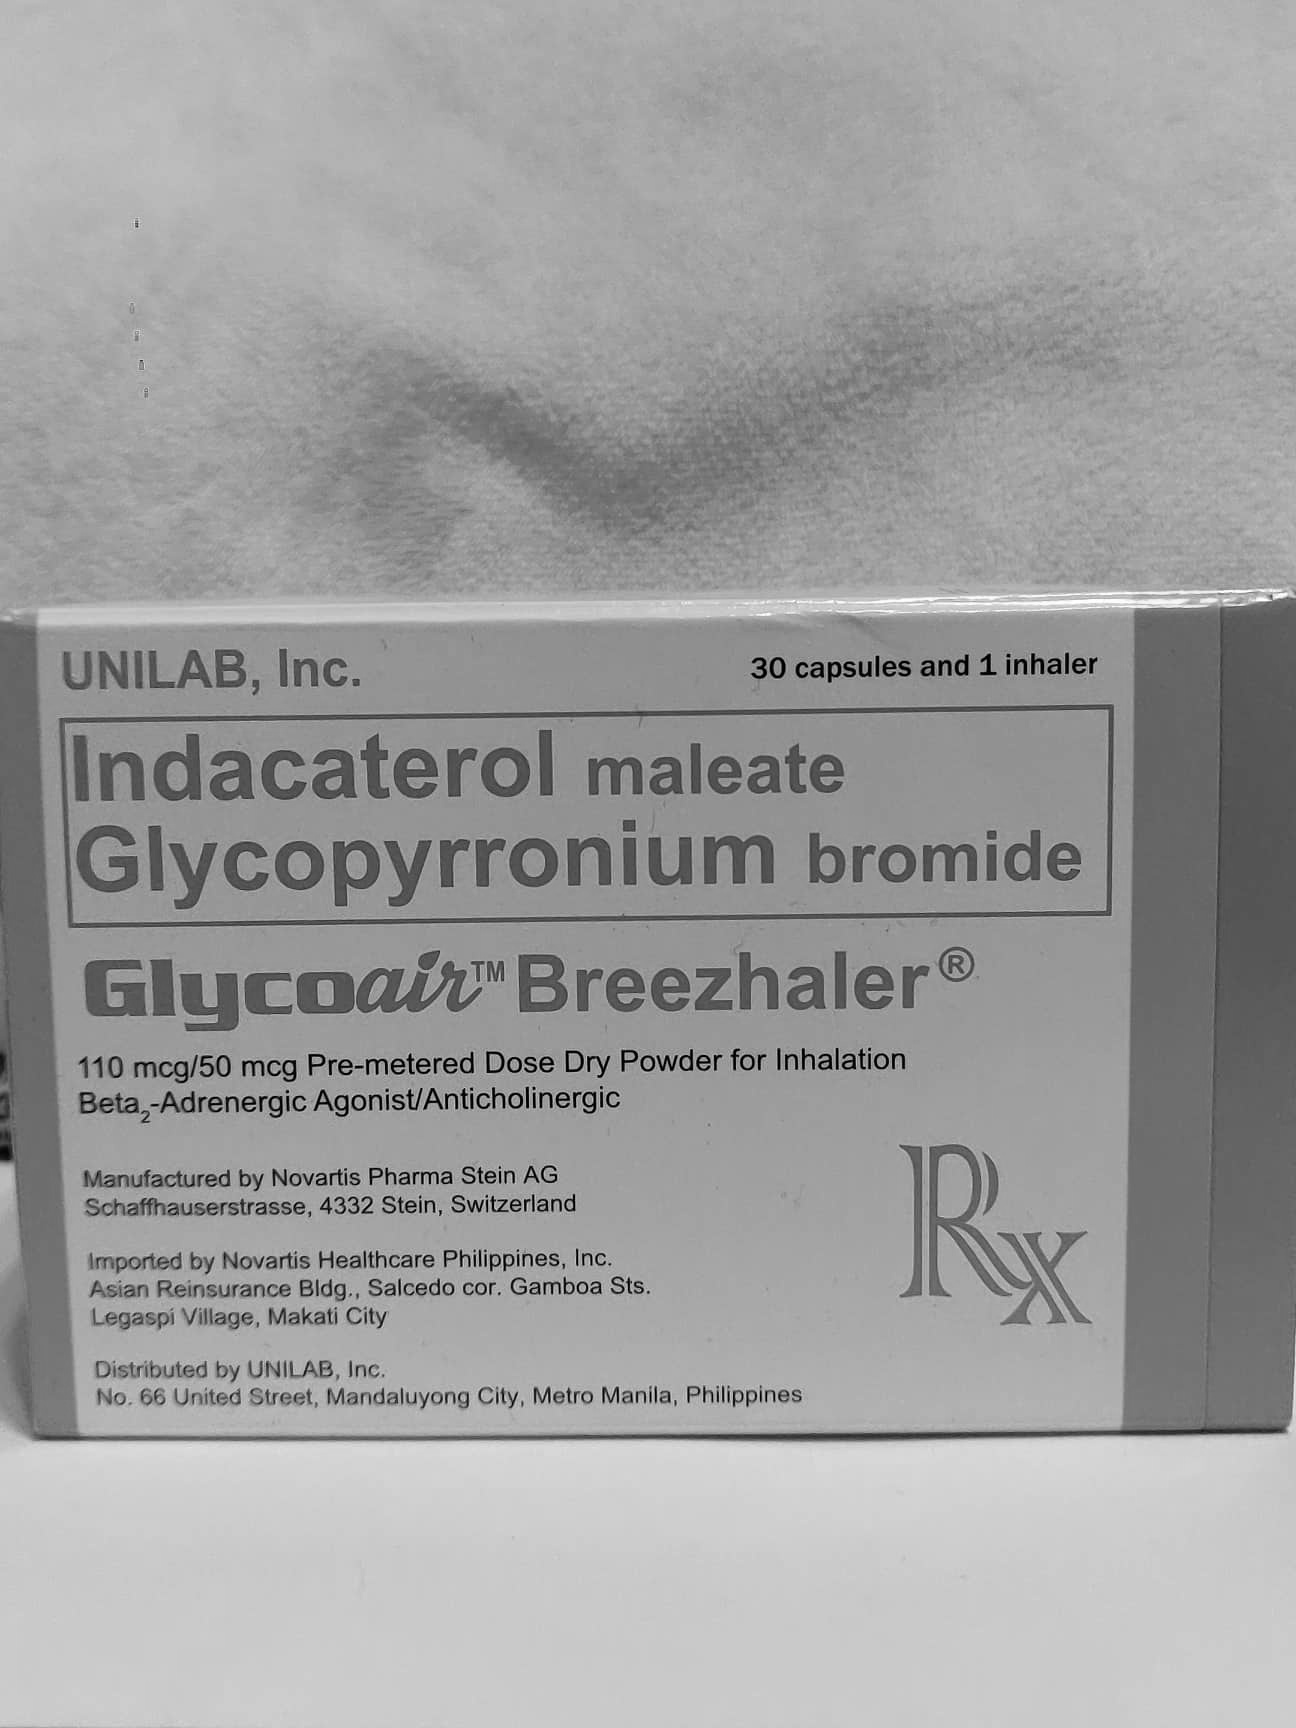 UNILAB, Inc.
30 capsules and 1 inhaler
Indacaterol maleate
Glycopyrronium bromide
Glycoair™ Breezhaler®
110 mcg/50 mcg Pre-metered Dose Dry Powder for Inhalation
Beta₂-Adrenergic Agonist/Anticholinergic
Manufactured by Novartis Pharma Stein AG
Schaffhauserstrasse, 4332 Stein, Switzerland
Rx
Imported by Novartis Healthcare Philippines, Inc.
Asian Reinsurance Bldg., Salcedo cor. Gamboa Sts.
Legaspi Village, Makati City
Distributed by UNILAB, Inc.
No. 66 United Street, Mandaluyong City, Metro Manila, Philippines